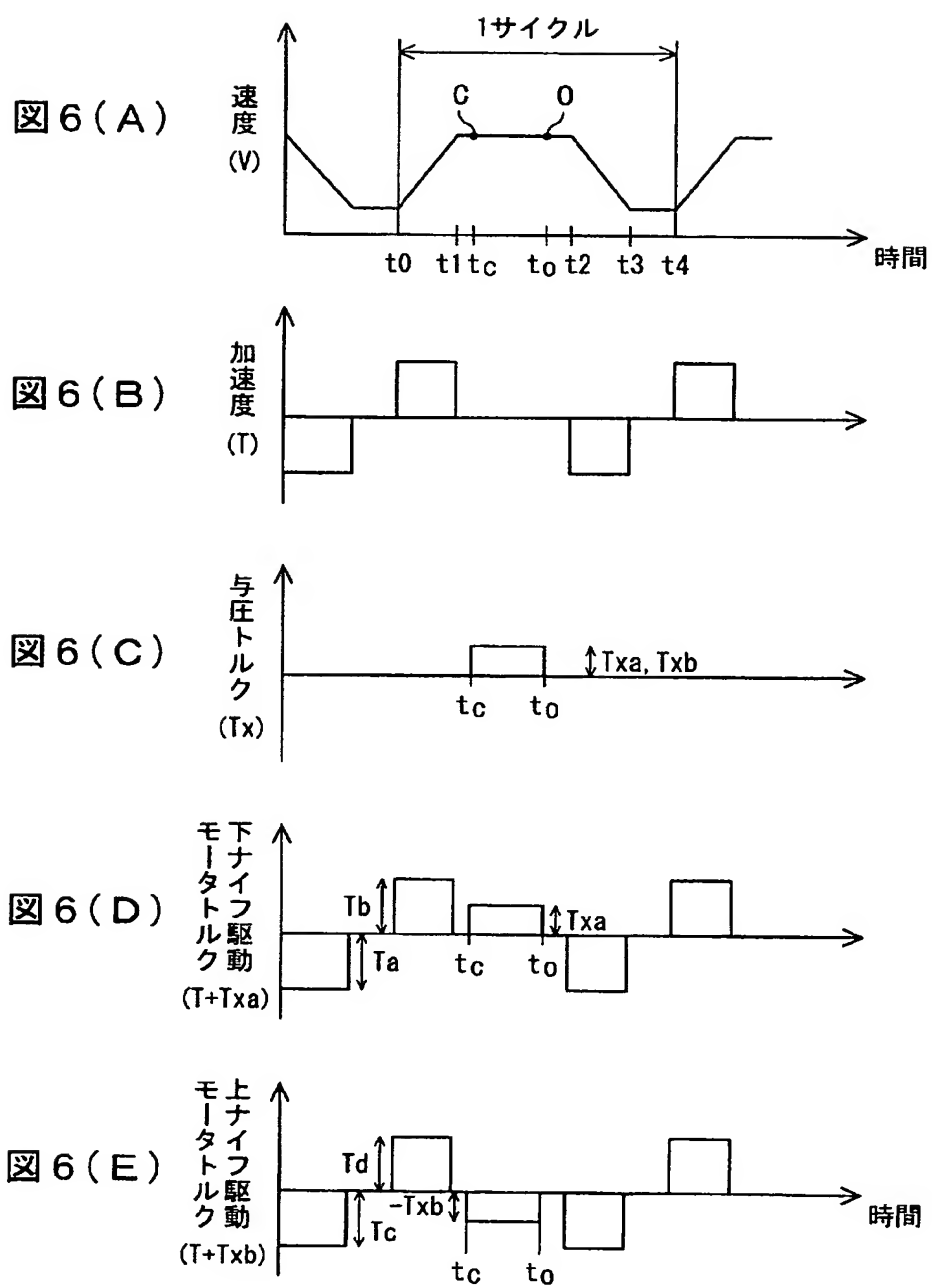 図6(A)
速度
(V)
1サイクル
C
O
t0 t1 tc to t2 t3 t4
時間
図6(B)
加速度
(T)
図6(C)
与圧トルク
(Tx)
Txa, Txb
tc to
図6(D)
下ナイフ駆動
モータトルク
(T+Txa)
Tb
Ta
Txa
tc to
図6(E)
上ナイフ駆動
モータトルク
(T+Txb)
Td
Tc
-Txb
tc to
時間